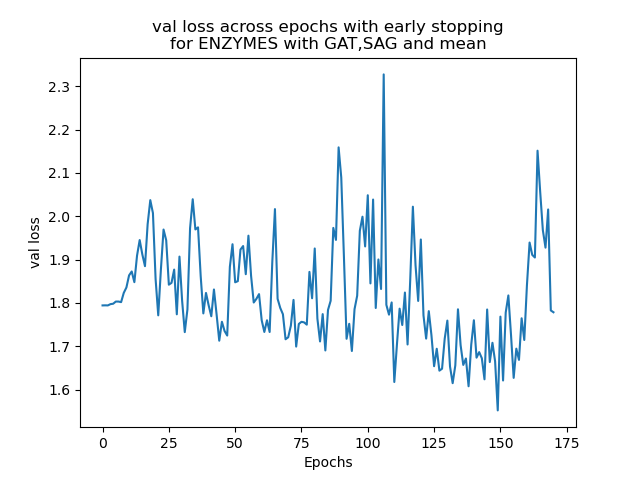 val loss across epochs with early stopping
for ENZYMES with GAT,SAG and mean
2.3
2.2
2.1
2.0
1.9
1.8
1.7
1.6
val loss
0 25 50 75 100 125 150 175
Epochs